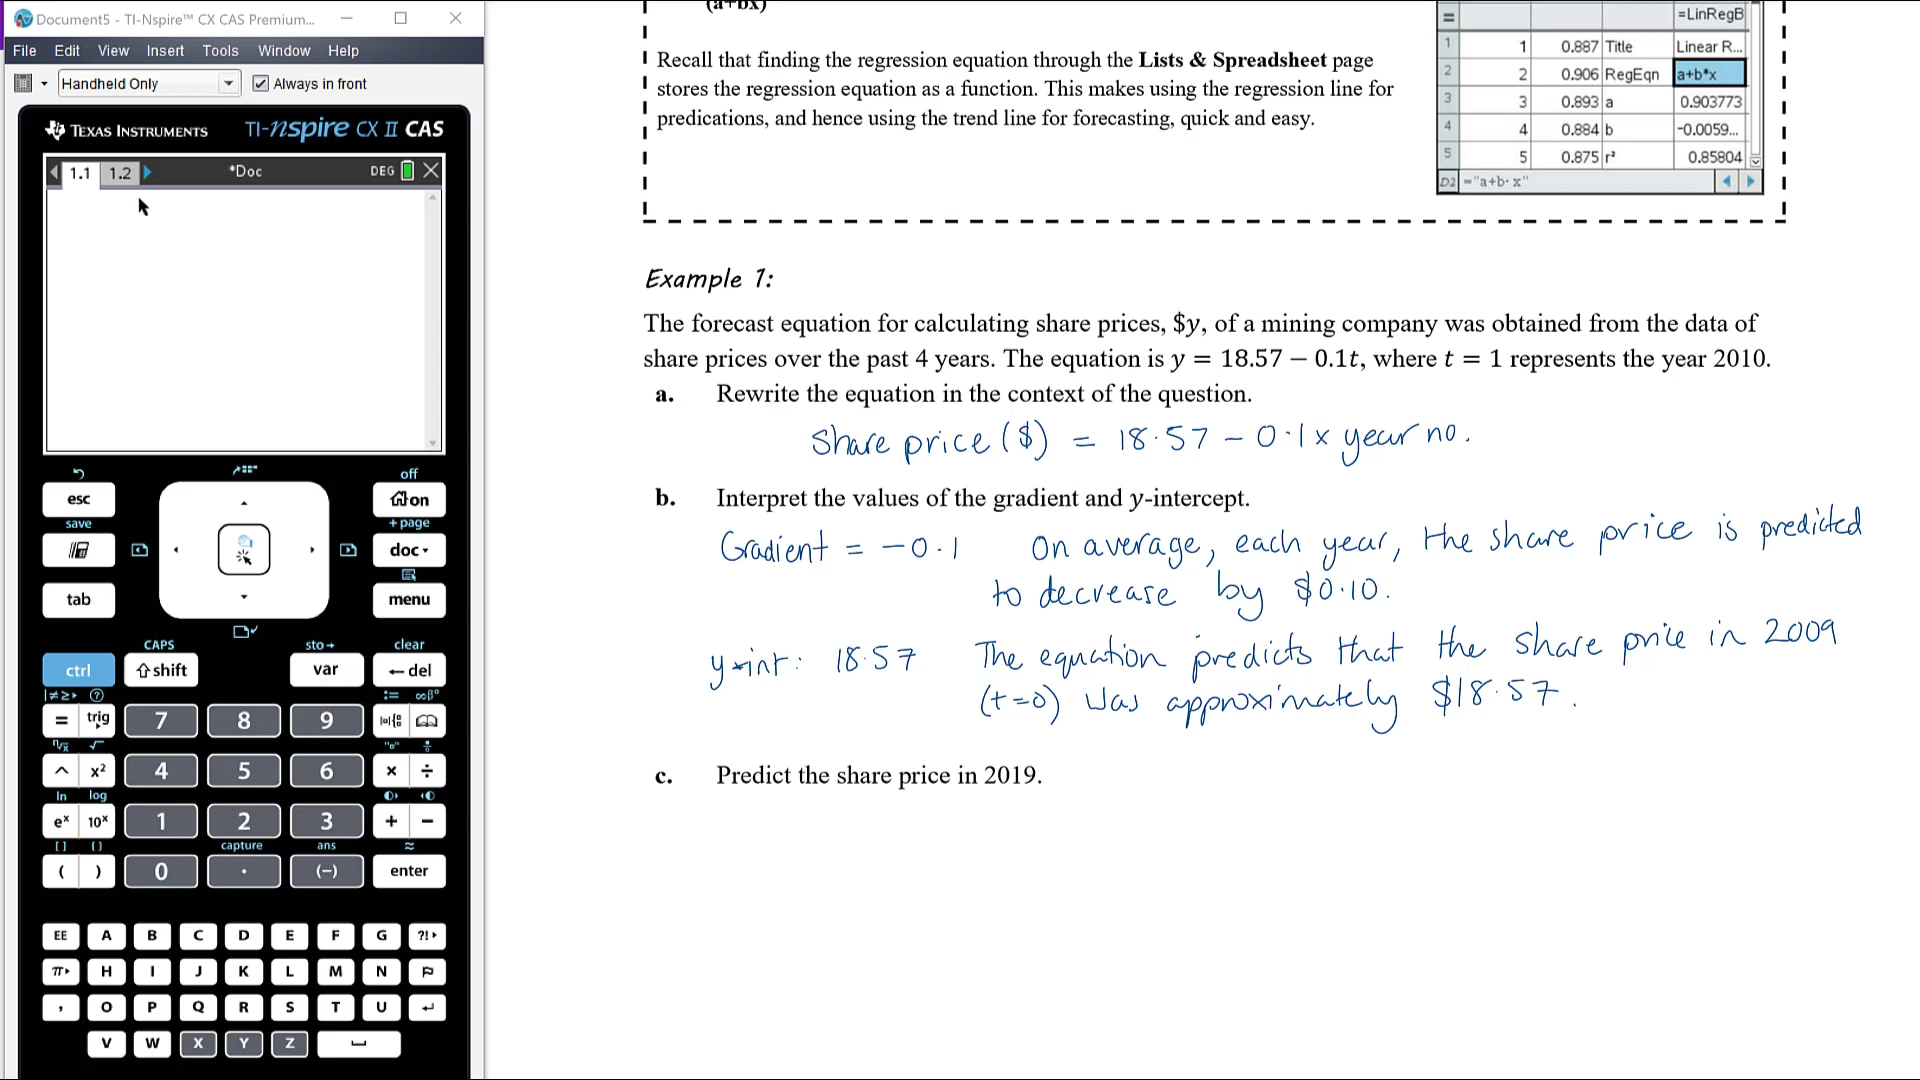 Document5 - TI-Nspire™ CX CAS Premium...
File Edit View Insert Tools Window Help
Handheld Only Always in front
TEXAS INSTRUMENTS TI-nspire CX II CAS
1.1 1.2 *Doc DEG
off
esc on
save + page
doc
tab menu
CAPS sto→ clear
ctrl shift var ←del
|≠≥▸ := ∞β°
= trig 7 8 9
ⁿ√x √
^ x² 4 5 6 × ÷
ln log
eˣ 10ˣ 1 2 3 + −
[ ] { } capture ans ≈
( ) 0 . (−) enter
EE A B C D E F G ?!▸
π▸ H I J K L M N
, O P Q R S T U ↵
V W X Y Z
(a+bx)
Recall that finding the regression equation through the Lists & Spreadsheet page
stores the regression equation as a function. This makes using the regression line for
predications, and hence using the trend line for forecasting, quick and easy.
= =LinRegB
1 1 0.887 Title Linear R...
2 2 0.906 RegEqn a+b*x
3 3 0.893 a 0.903773
4 4 0.884 b -0.0059...
5 5 0.875 r² 0.85804
D2 ="a+b·x"
Example 1:
The forecast equation for calculating share prices, $y, of a mining company was obtained from the data of
share prices over the past 4 years. The equation is y = 18.57 − 0.1t, where t = 1 represents the year 2010.
a. Rewrite the equation in the context of the question.
Share price ($) = 18.57 − 0.1 × year no.
b. Interpret the values of the gradient and y-intercept.
Gradient = −0.1 On average, each year, the share price is predicted
to decrease by $0.10.
y-int: 18.57 The equation predicts that the share price in 2009
(t=0) was approximately $18.57.
c. Predict the share price in 2019.